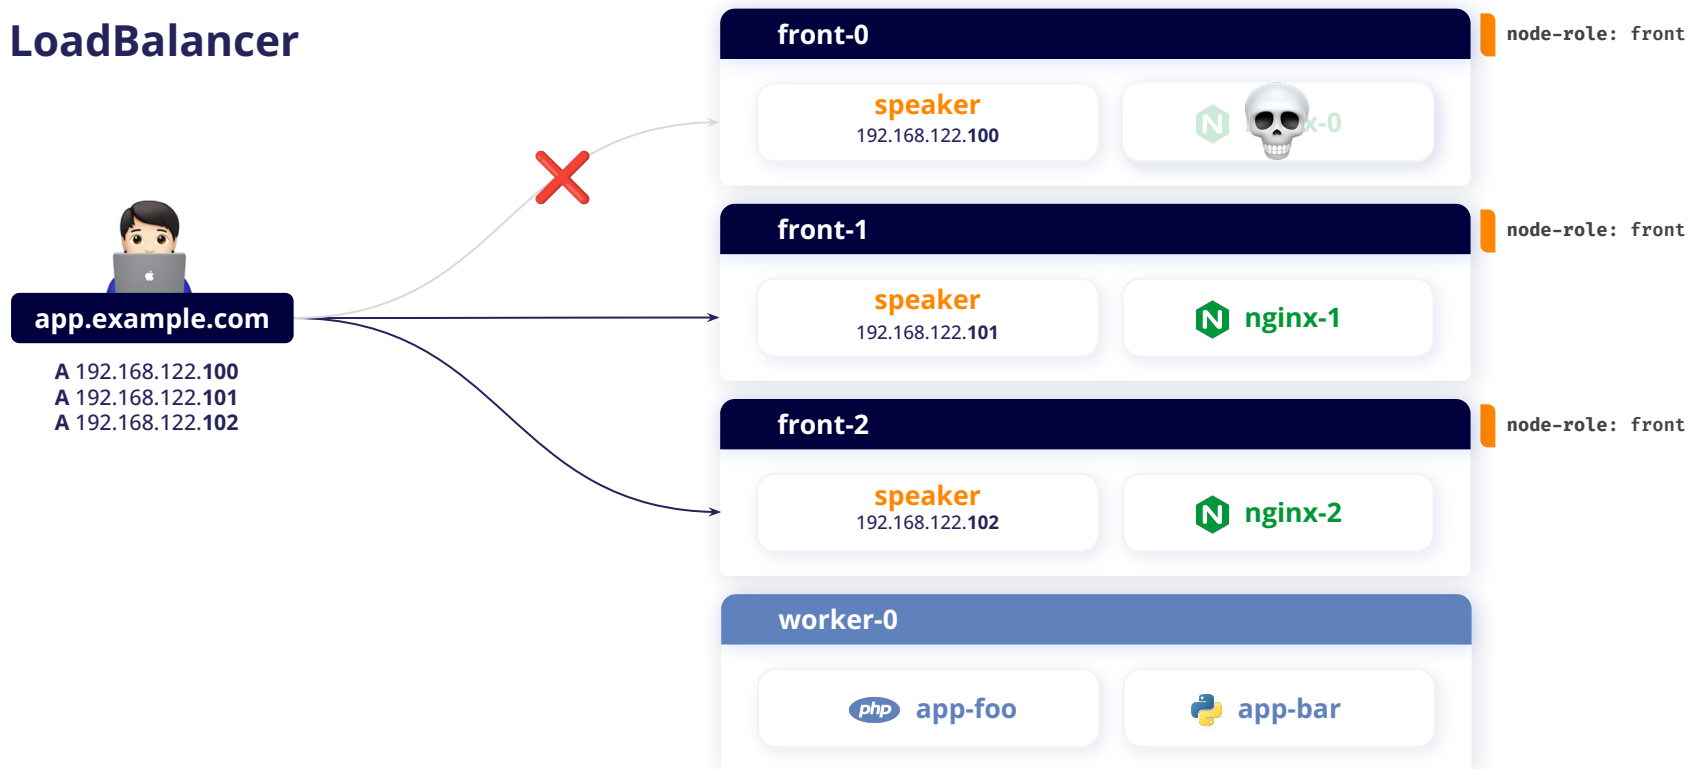 LoadBalancer
app.example.com
A 192.168.122.100
A 192.168.122.101
A 192.168.122.102
front-0
node-role: front
speaker
192.168.122.100
x-0
front-1
node-role: front
speaker
192.168.122.101
nginx-1
front-2
node-role: front
speaker
192.168.122.102
nginx-2
worker-0
php
app-foo
app-bar